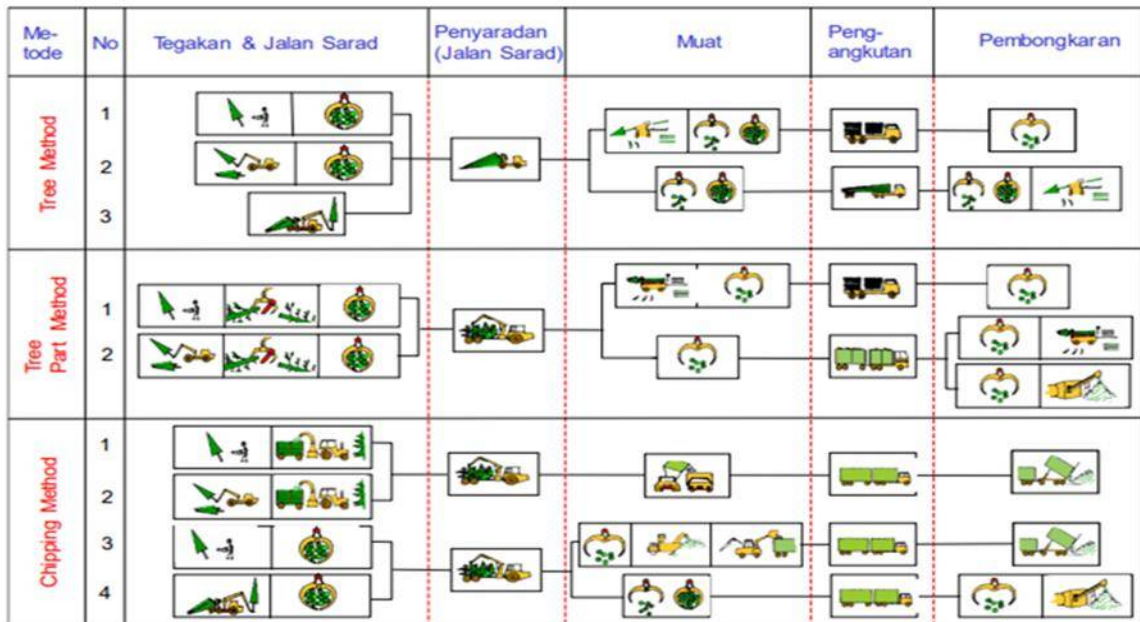 Me-
tode
No
Tegakan & Jalan Sarad
Penyaradan
(Jalan Sarad)
Muat
Peng-
angkutan
Pembongkaran
Tree Method
1
2
3
Tree
Part Method
1
2
Chipping Method
1
2
3
4